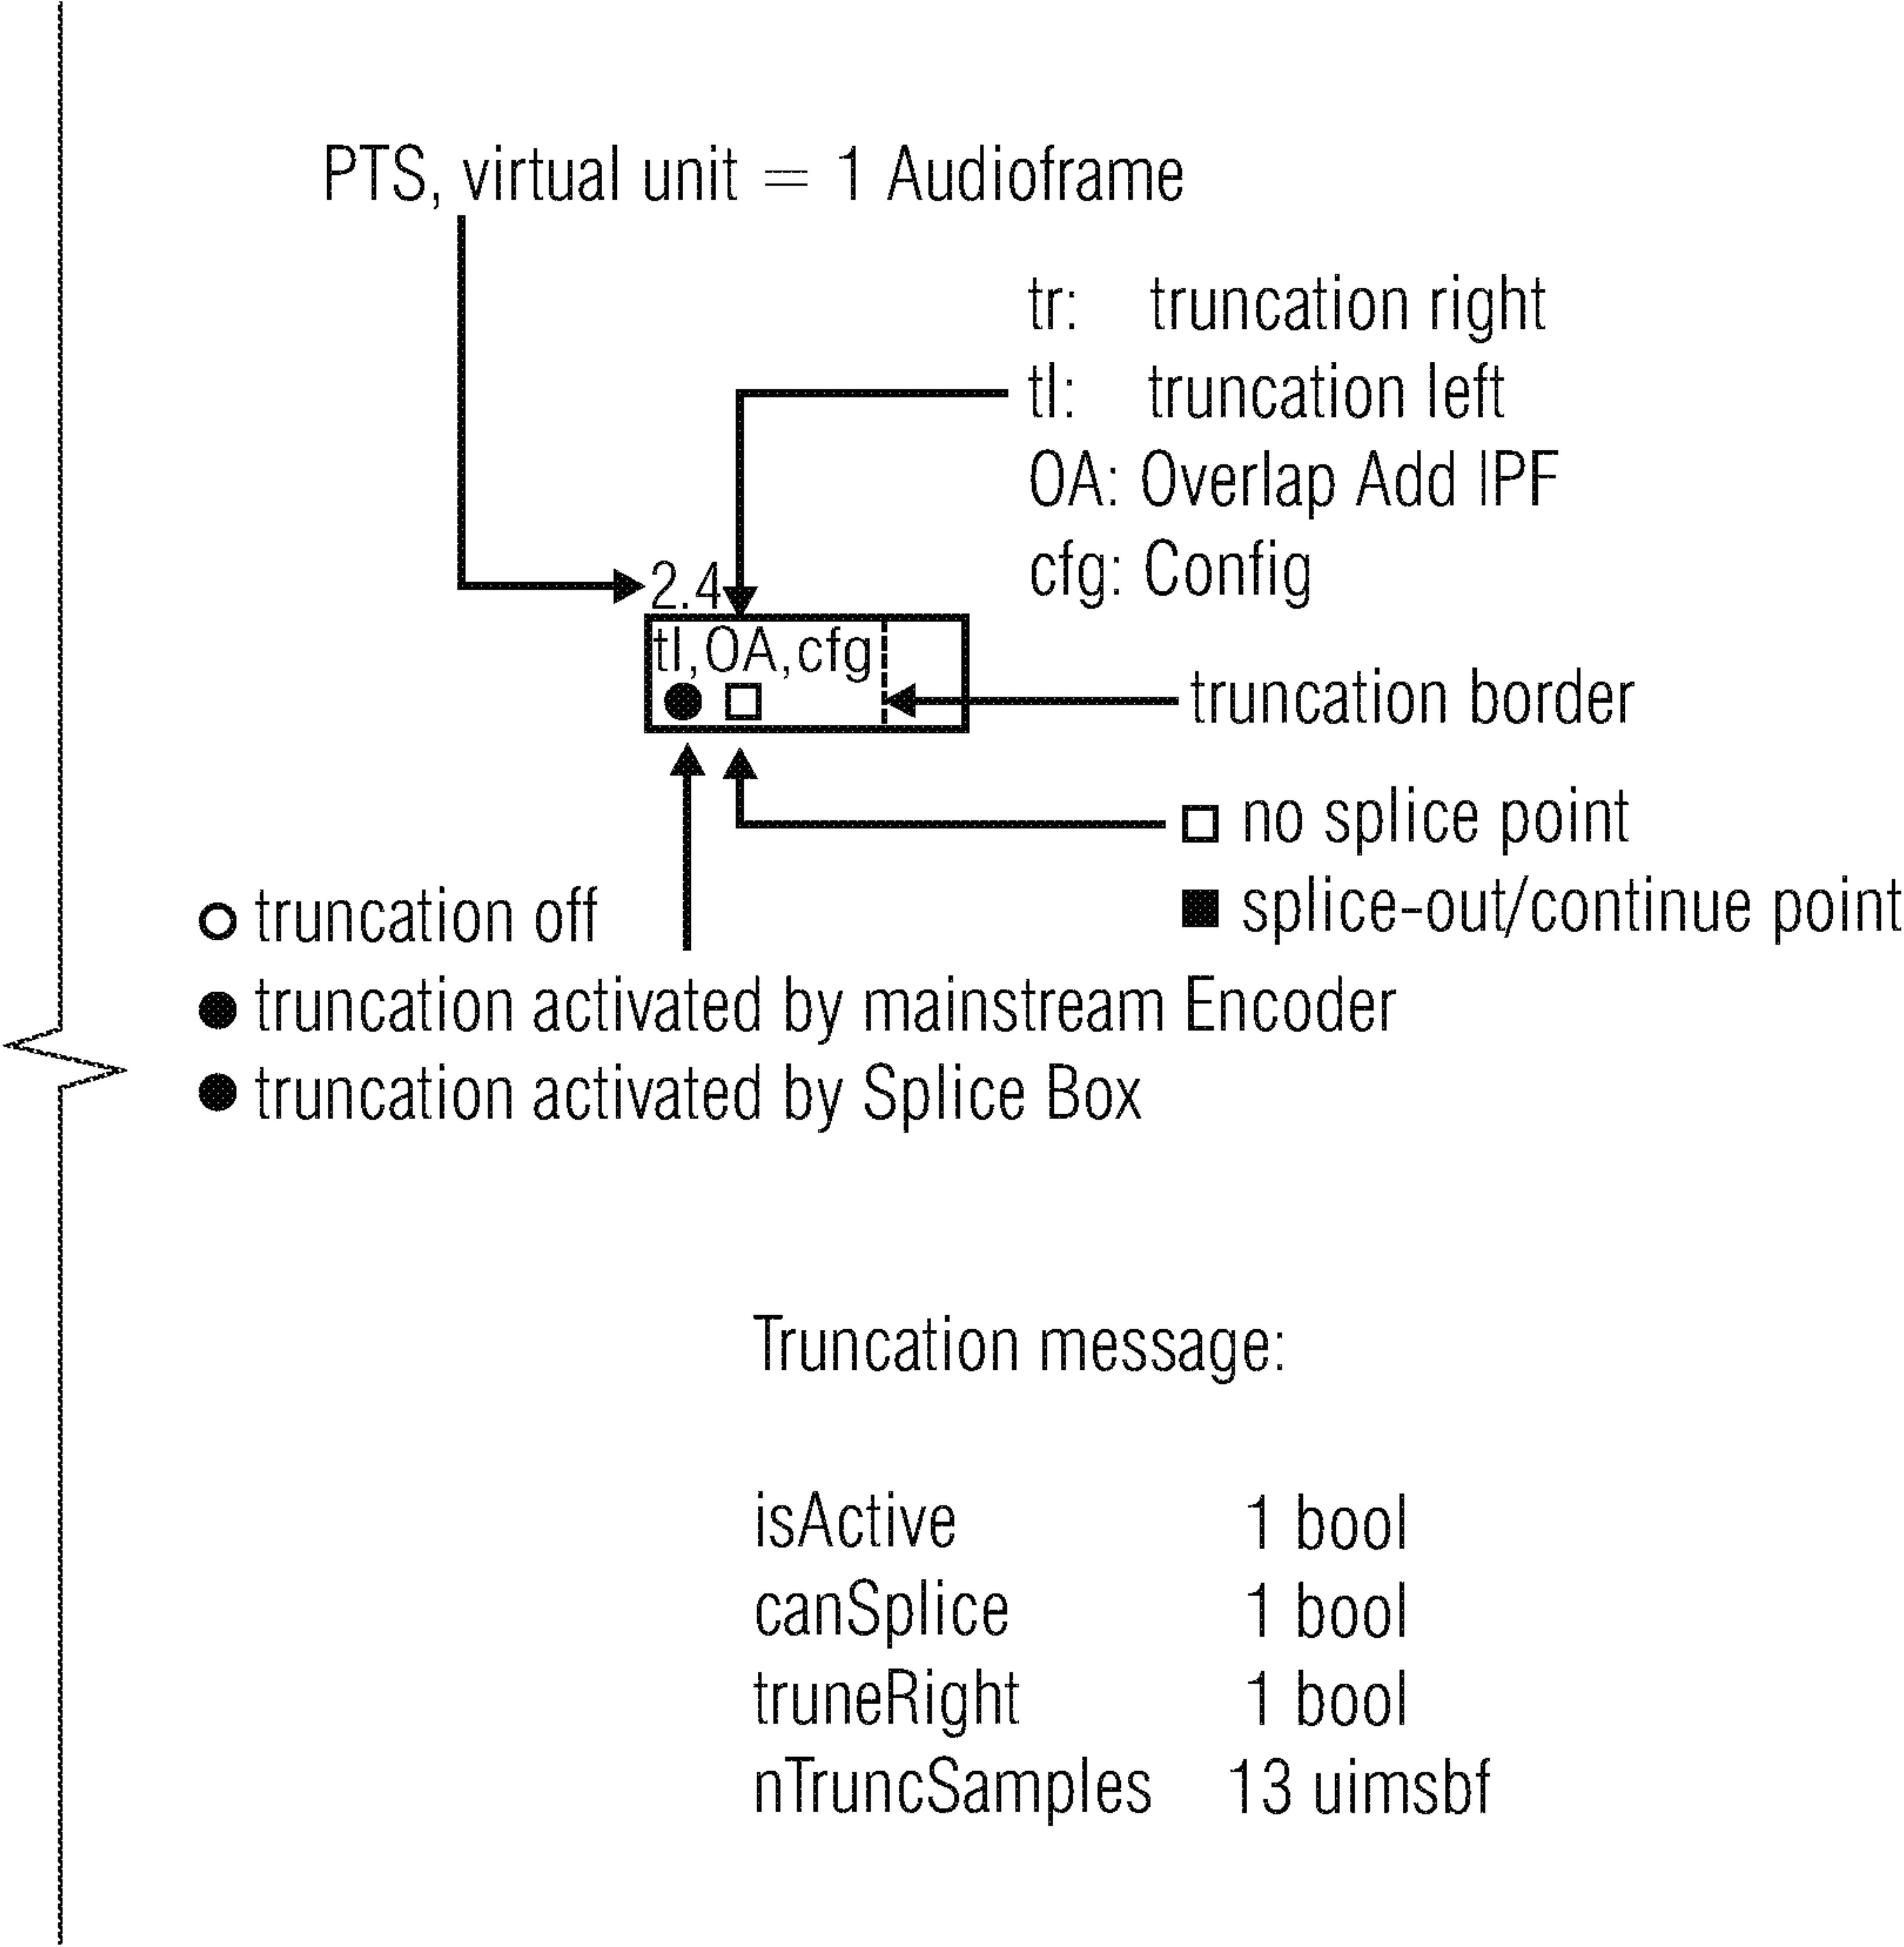 PTS, virtual unit = 1 Audioframe
tr: truncation right
tl: truncation left
OA: Overlap Add IPF
cfg: Config
2.4
tl,OA,cfg
truncation border
no splice point
splice-out/continue point
truncation off
truncation activated by mainstream Encoder
truncation activated by Splice Box
Truncation message:
isActive 1 bool
canSplice 1 bool
truneRight 1 bool
nTruncSamples 13 uimsbf